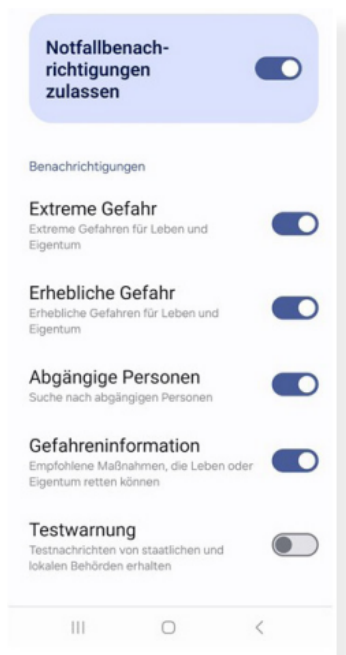 Notfallbenach-
richtigungen
zulassen
Benachrichtigungen
Extreme Gefahr
Extreme Gefahren für Leben und
Eigentum
Erhebliche Gefahr
Erhebliche Gefahren für Leben und
Eigentum
Abgängige Personen
Suche nach abgängigen Personen
Gefahreninformation
Empfohlene Maßnahmen, die Leben oder
Eigentum retten können
Testwarnung
Testnachrichten von staatlichen und
lokalen Behörden erhalten